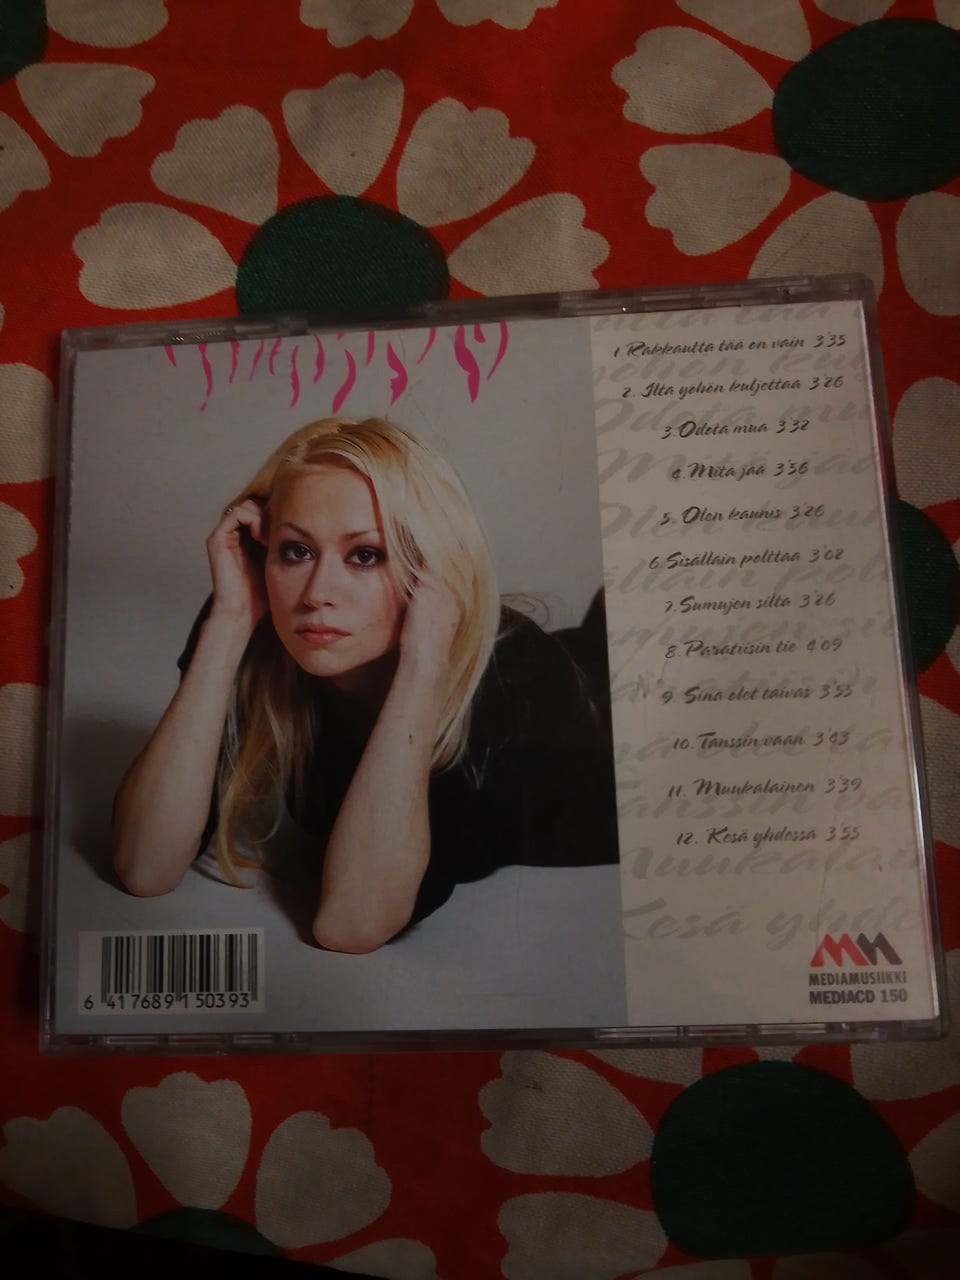 1. Rakkautta tää on vain 3'35
2. Ilta yöhön kuljettaa 3'26
3. Odota mua 3'32
4. Mitä jää 3'56
5. Olen kaunis 3'26
6. Sisälläin polttaa 3'02
7. Sumujen silta 3'26
8. Paratiisin tie 4'09
9. Sinä olet taivas 3'53
10. Tanssin vaan 3'43
11. Muukalainen 3'39
12. Kesä yhdessä 3'55
6 417689 150393
MEDIAMUSIIKKI
MEDIACD 150